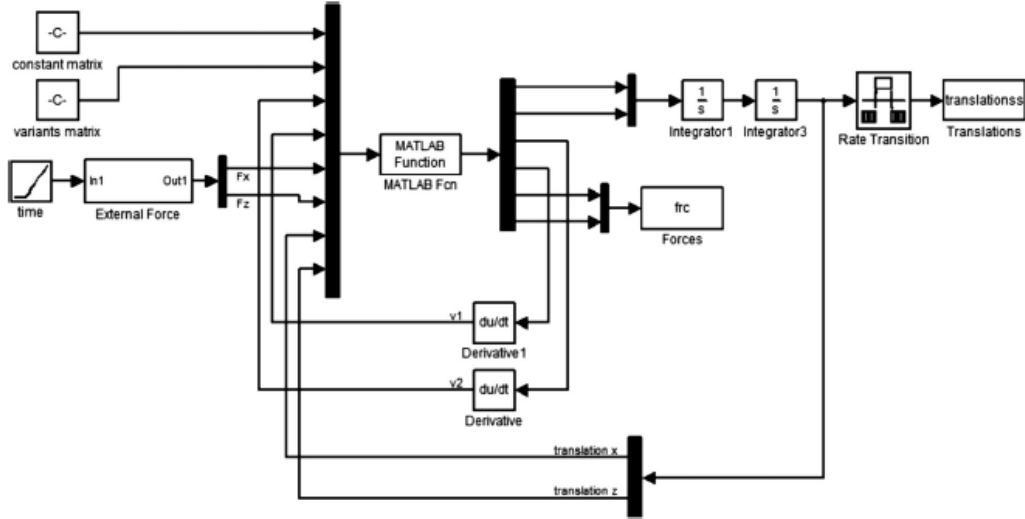 -C-
constant matrix
-C-
variants matrix
time
In1
Out1
External Force
Fx
Fz
MATLAB
Function
MATLAB Fcn
1
s
Integrator1
1
s
Integrator3
Rate Transition
translationss
Translations
frc
Forces
v1
du/dt
Derivative1
v2
du/dt
Derivative
translation x
translation z